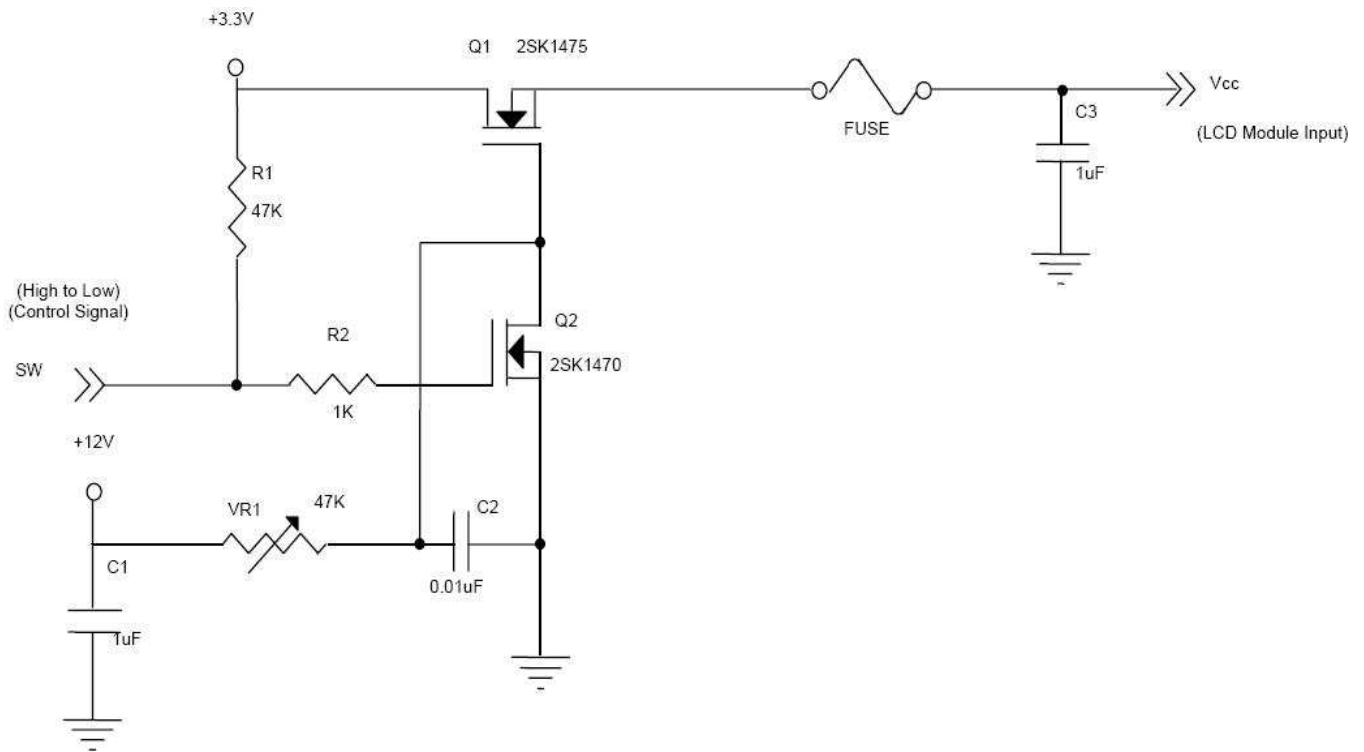 +3.3V
Q1 2SK1475
Vcc
C3
(LCD Module Input)
FUSE
1uF
R1
47K
(High to Low)
(Control Signal)
Q2
R2
2SK1470
SW
1K
+12V
VR1
47K
C2
C1
0.01uF
1uF